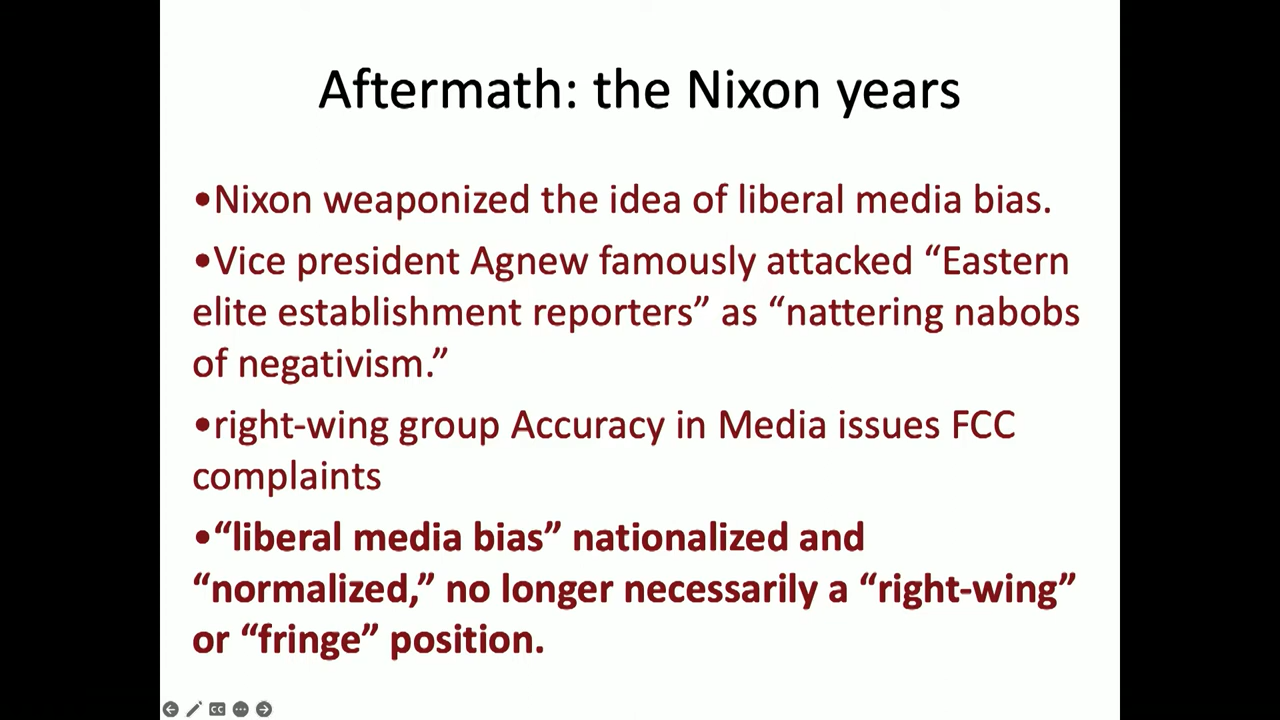 Aftermath: the Nixon years
•Nixon weaponized the idea of liberal media bias.
•Vice president Agnew famously attacked “Eastern
elite establishment reporters” as “nattering nabobs
of negativism.”
•right-wing group Accuracy in Media issues FCC
complaints
•“liberal media bias” nationalized and
“normalized,” no longer necessarily a “right-wing”
or “fringe” position.
CC